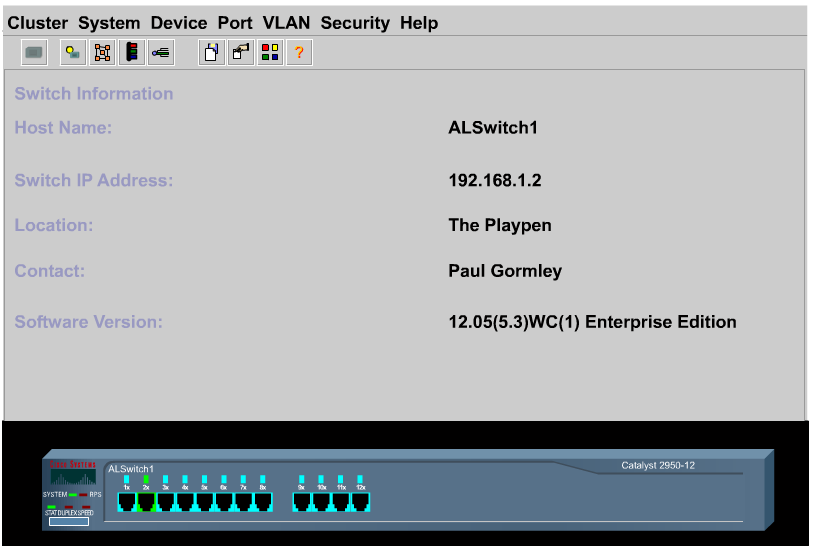 Cluster System Device Port VLAN Security Help
?
Switch Information
Host Name: ALSwitch1
Switch IP Address: 192.168.1.2
Location: The Playpen
Contact: Paul Gormley
Software Version: 12.05(5.3)WC(1) Enterprise Edition
CISCO SYSTEMS
ALSwitch1
Catalyst 2950-12
1x 2x 3x 4x 5x 6x 7x 8x 9x 10x 11x 12x
SYSTEM RPS
STAT DUPLEX SPEED